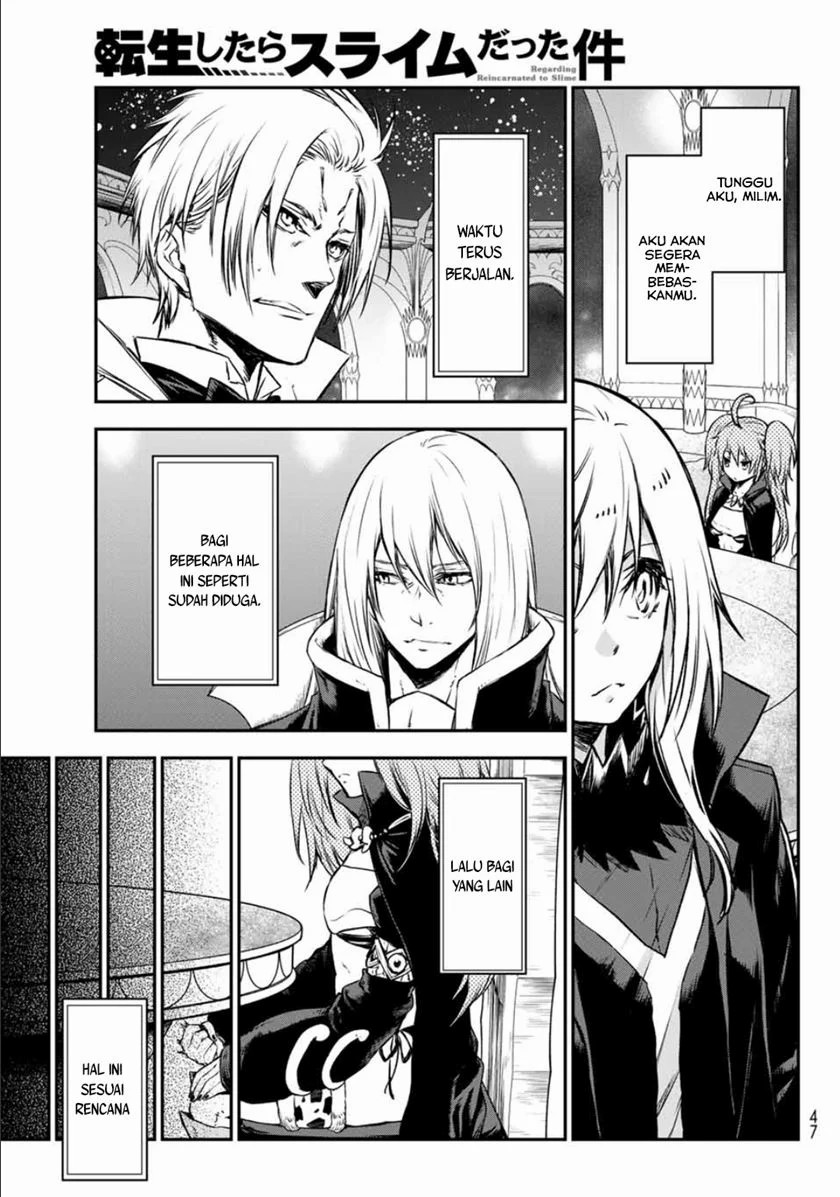 転生したらスライムだった件
Regarding
Reincarnated to Slime
TUNGGU
AKU, MILIM.
AKU AKAN
SEGERA
MEM-
BEBAS-
KANMU.
WAKTU
TERUS
BERJALAN.
BAGI
BEBERAPA HAL
INI SEPERTI
SUDAH DIDUGA.
LALU BAGI
YANG LAIN
HAL INI
SESUAI
RENCANA
47